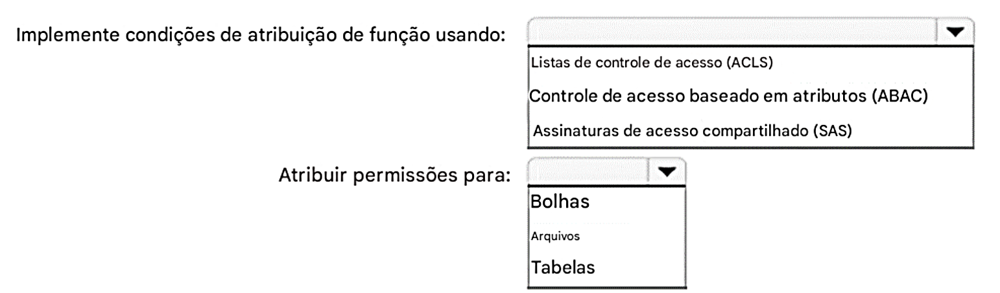 Implemente condições de atribuição de função usando:
Listas de controle de acesso (ACLS)
Controle de acesso baseado em atributos (ABAC)
Assinaturas de acesso compartilhado (SAS)
Atribuir permissões para:
Bolhas
Arquivos
Tabelas